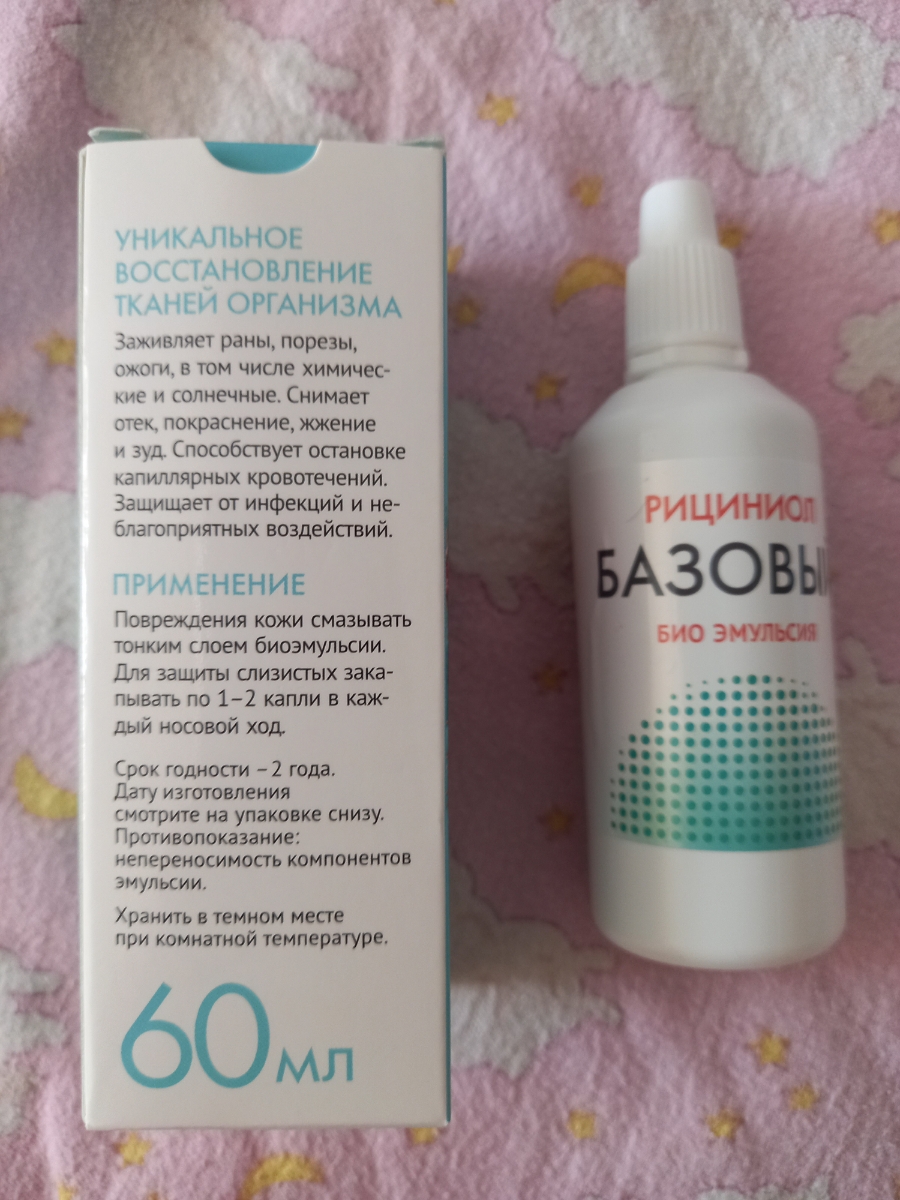 УНИКАЛЬНОЕ
ВОССТАНОВЛЕНИЕ
ТКАНЕЙ ОРГАНИЗМА
Заживляет раны, порезы,
ожоги, в том числе химичес-
кие и солнечные. Снимает
отек, покраснение, жжение
и зуд. Способствует остановке
капиллярных кровотечений.
Защищает от инфекций и не-
благоприятных воздействий.
ПРИМЕНЕНИЕ
Повреждения кожи смазывать
тонким слоем биоэмульсии.
Для защиты слизистых зака-
пывать по 1–2 капли в каж-
дый носовой ход.
Срок годности – 2 года.
Дату изготовления
смотрите на упаковке снизу.
Противопоказание:
непереносимость компонентов
эмульсии.
Хранить в темном месте
при комнатной температуре.
60 мл
РИЦИНИОЛ
БАЗОВЫЙ
БИО ЭМУЛЬСИЯ